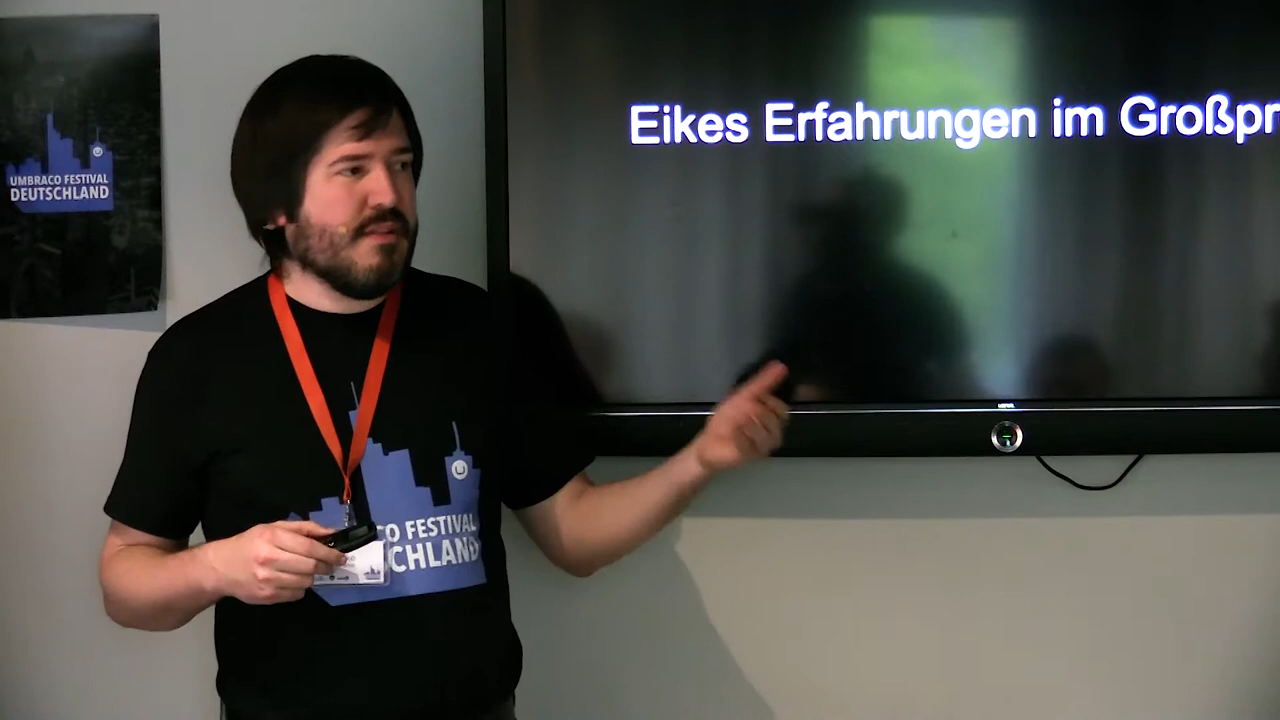 UMBRACO FESTIVAL
DEUTSCHLAND
Eikes Erfahrungen im Großpr
CO FESTIVAL
CHLAND